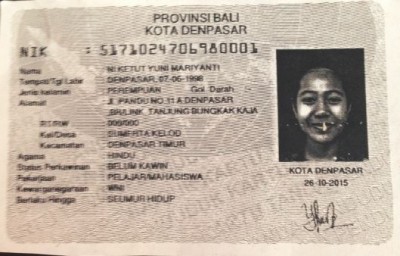 PROVINSI BALI
KOTA DENPASAR
NIK : 5171024706980001
Nama : NI KETUT YUNI MARIYANTI
Tempat/Tgl Lahir : DENPASAR, 07-06-1998
Jenis Kelamin : PEREMPUAN Gol. Darah
Alamat : JL PANDU NO.11 A DENPASAR
BR/LINK. TANJUNG BUNGKAK KAJA
RT/RW : 000/000
Kel/Desa : SUMERTA KELOD
Kecamatan : DENPASAR TIMUR
Agama : HINDU
Status Perkawinan : BELUM KAWIN
Pekerjaan : PELAJAR/MAHASISWA
Kewarganegaraan : WNI
Berlaku Hingga : SEUMUR HIDUP
KOTA DENPASAR
26-10-2015